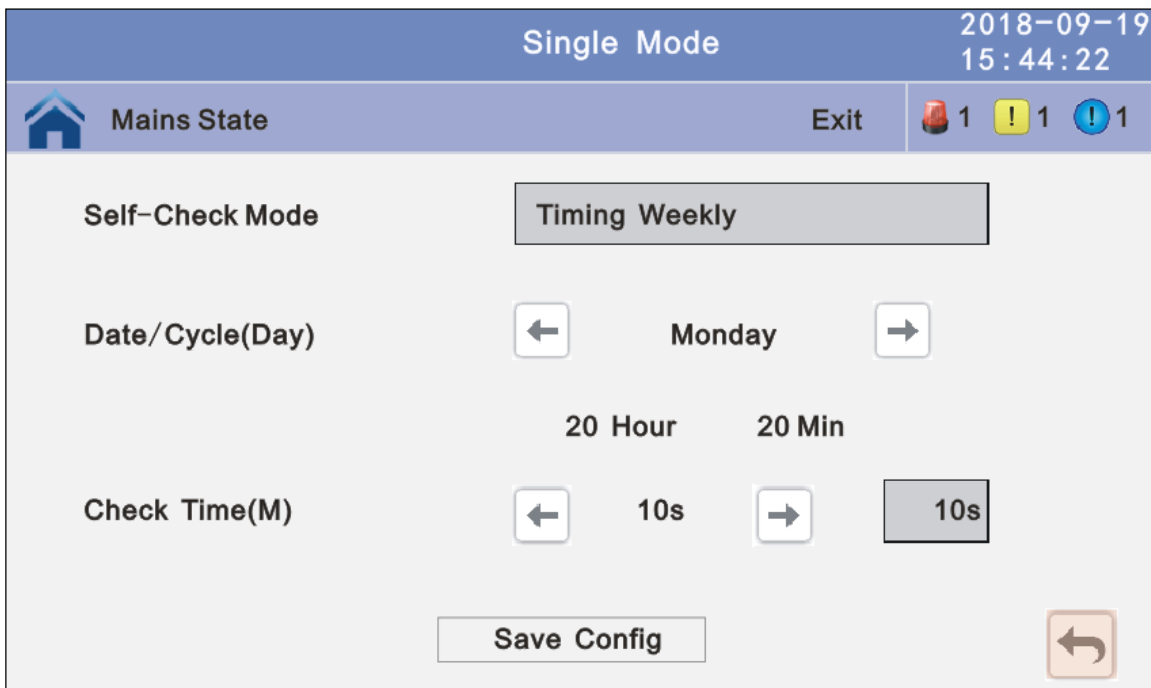 Single Mode
2018-09-19
15:44:22
Mains State Exit 1 ! 1 ! 1
Self-Check Mode Timing Weekly
Date/Cycle(Day) Monday
20 Hour 20 Min
Check Time(M) 10s 10s
Save Config